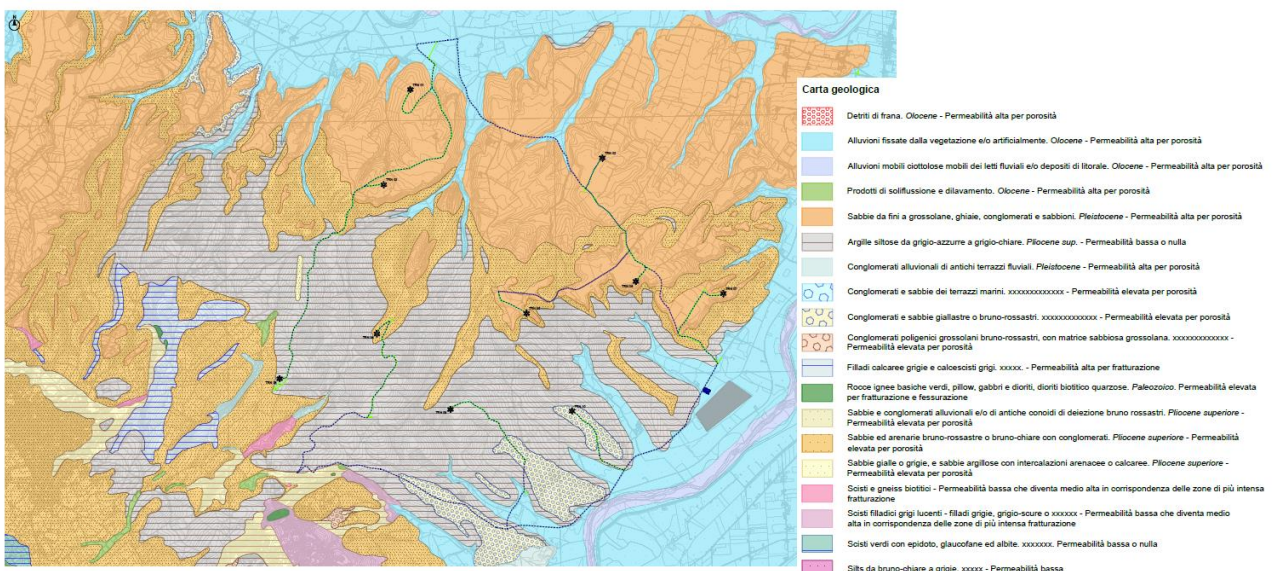 Carta geologica
Detriti di frana. Olocene - Permeabilità alta per porosità
Alluvioni fissate dalla vegetazione e/o artificialmente. Olocene - Permeabilità alta per porosità
Alluvioni mobili ciottolose mobili dei letti fluviali e/o depositi di litorale. Olocene - Permeabilità alta per porosità
Prodotti di soliflussione e dilavamento. Olocene - Permeabilità alta per porosità
Sabbie da fini a grossolane, ghiaie, conglomerati e sabbioni. Pleistocene - Permeabilità alta per porosità
Argille siltose da grigio-azzurre a grigio-chiare. Pliocene sup. - Permeabilità bassa o nulla
Conglomerati alluvionali di antichi terrazzi fluviali. Pleistocene - Permeabilità alta per porosità
Conglomerati e sabbie dei terrazzi marini. xxxxxxxxxxxxx - Permeabilità elevata per porosità
Conglomerati e sabbie giallastre o bruno-rossastri. xxxxxxxxxxxxx - Permeabilità elevata per porosità
Conglomerati poligenici grossolani bruno-rossastri, con matrice sabbiosa grossolana. xxxxxxxxxxxxx -
Permeabilità elevata per porosità
Filladi calcaree grigie e calcescisti grigi. xxxxx. - Permeabilità alta per fratturazione
Rocce ignee basiche verdi, pillow, gabbri e dioriti, dioriti biotitico quarzose. Paleozoico. Permeabilità elevata
per fratturazione e fessurazione
Sabbie e conglomerati alluvionali e/o di antiche conoidi di deiezione bruno rossastri. Pliocene superiore -
Permeabilità elevata per porosità
Sabbie ed arenarie bruno-rossastre o bruno-chiare con conglomerati. Pliocene superiore - Permeabilità
elevata per porosità
Sabbie gialle o grigie, e sabbie argillose con intercalazioni arenacee o calcaree. Pliocene superiore -
Permeabilità elevata per porosità
Scisti e gneiss biotitici - Permeabilità bassa che diventa medio alta in corrispondenza delle zone di più intensa
fratturazione
Scisti filladici grigi lucenti - filladi grigie, grigio-scure o xxxxxx - Permeabilità bassa che diventa medio
alta in corrispondenza delle zone di più intensa fratturazione
Scisti verdi con epidoto, glaucofane ed albite. xxxxxxx. Permeabilità bassa o nulla
Silts da bruno-chiare a grigie. xxxxx - Permeabilità bassa